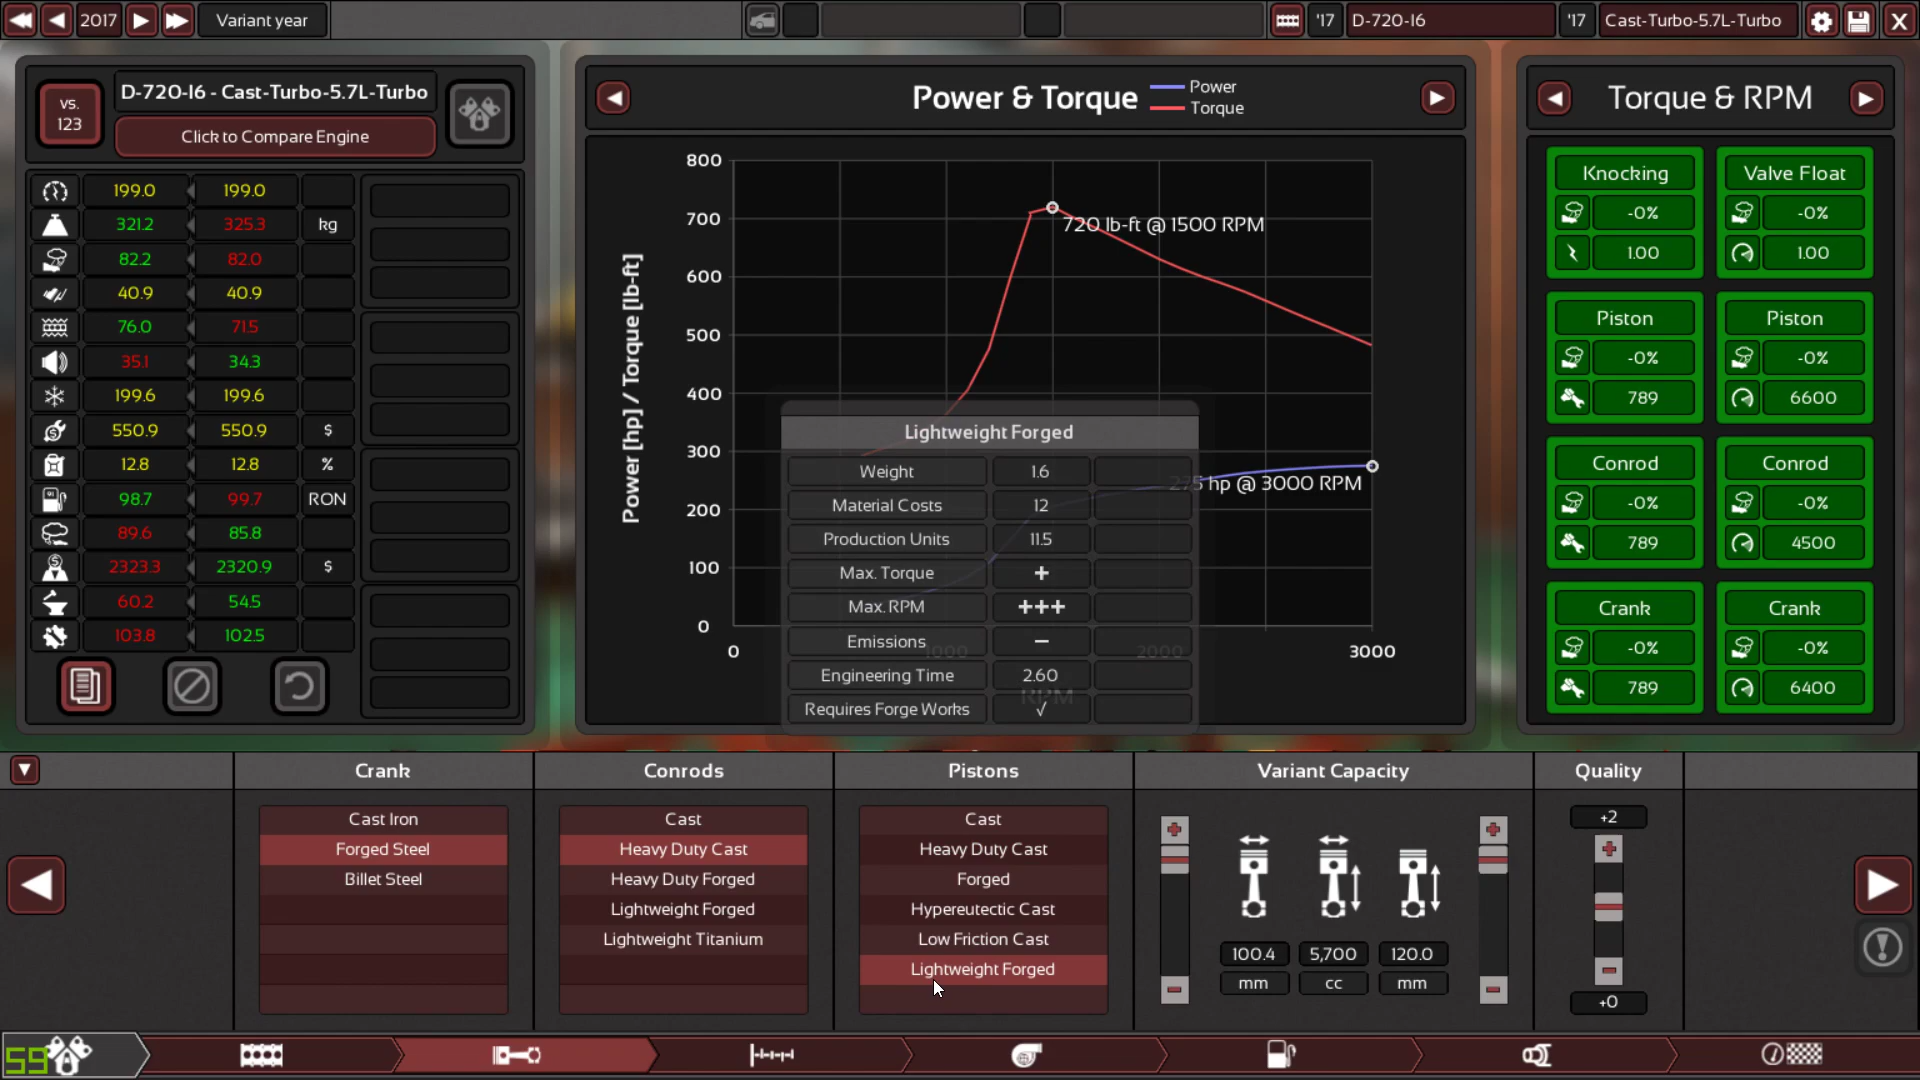 2017
Variant year
'17
D-720-I6
'17
Cast-Turbo-5.7L-Turbo
X
vs.
123
D-720-I6 - Cast-Turbo-5.7L-Turbo
Click to Compare Engine
199.0 199.0
321.2 325.3 kg
82.2 82.0
40.9 40.9
76.0 71.5
35.1 34.3
199.6 199.6
550.9 550.9 $
12.8 12.8 %
98.7 99.7 RON
89.6 85.8
2323.3 2320.9 $
60.2 54.5
103.8 102.5
Power & Torque
Power
Torque
Power [hp] / Torque [lb-ft]
800
700
600
500
400
300
200
100
0
720 lb-ft @ 1500 RPM
275 hp @ 3000 RPM
0 1000 2000 3000
RPM
Lightweight Forged
Weight 1.6
Material Costs 12
Production Units 11.5
Max. Torque +
Max. RPM +++
Emissions −
Engineering Time 2.60
Requires Forge Works √
Torque & RPM
Knocking Valve Float
-0% -0%
1.00 1.00
Piston Piston
-0% -0%
789 6600
Conrod Conrod
-0% -0%
789 4500
Crank Crank
-0% -0%
789 6400
Crank
Cast Iron
Forged Steel
Billet Steel
Conrods
Cast
Heavy Duty Cast
Heavy Duty Forged
Lightweight Forged
Lightweight Titanium
Pistons
Cast
Heavy Duty Cast
Forged
Hypereutectic Cast
Low Friction Cast
Lightweight Forged
Variant Capacity
100.4 5,700 120.0
mm cc mm
Quality
+2
+0
59